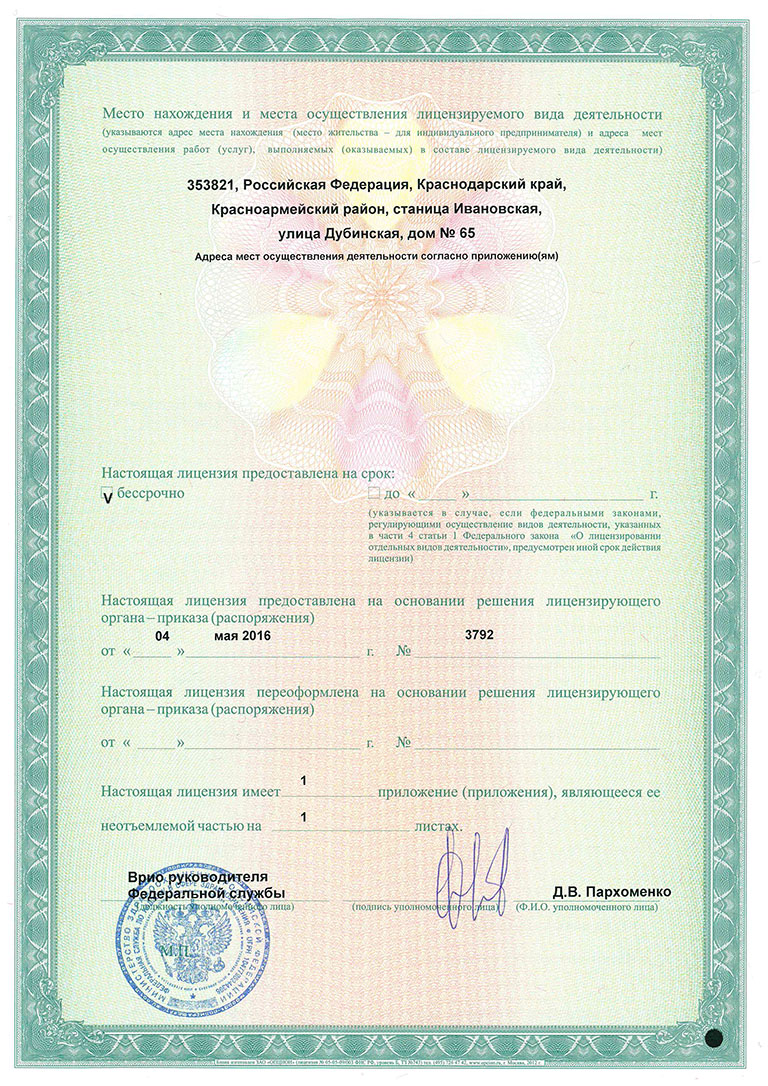 Место нахождения и места осуществления лицензируемого вида деятельности
(указываются адрес места нахождения (место жительства – для индивидуального предпринимателя) и адреса мест
осуществления работ (услуг), выполняемых (оказываемых) в составе лицензируемого вида деятельности)
353821, Российская Федерация, Краснодарский край,
Красноармейский район, станица Ивановская,
улица Дубинская, дом № 65
Адреса мест осуществления деятельности согласно приложению(ям)
Настоящая лицензия предоставлена на срок:
V бессрочно
до «_____ »_______________________ г.
(указывается в случае, если федеральными законами,
регулирующими осуществление видов деятельности, указанных
в части 4 статьи 1 Федерального закона «О лицензировании
отдельных видов деятельности», предусмотрен иной срок действия
лицензии)
Настоящая лицензия предоставлена на основании решения лицензирующего
органа – приказа (распоряжения)
от « 04 » мая 2016 г. № 3792
Настоящая лицензия переоформлена на основании решения лицензирующего
органа – приказа (распоряжения)
от «_____ »_______________________ г. №_______________________
Настоящая лицензия имеет 1 приложение (приложения), являющееся ее
неотъемлемой частью на 1 листах.
Врио руководителя
Федеральной службы
Д.В. Пархоменко
(должность уполномоченного лица)
(подпись уполномоченного лица)
(Ф.И.О. уполномоченного лица)
М.П.